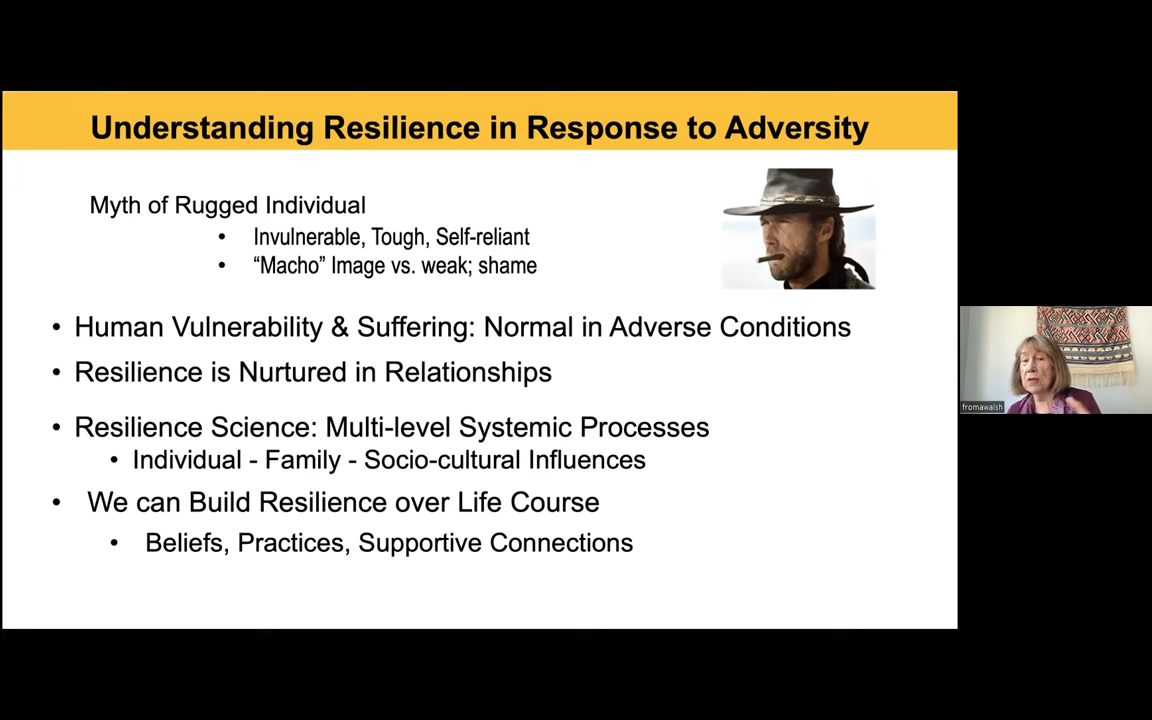 Understanding Resilience in Response to Adversity
Myth of Rugged Individual
• Invulnerable, Tough, Self-reliant
• “Macho” Image vs. weak; shame
• Human Vulnerability & Suffering: Normal in Adverse Conditions
• Resilience is Nurtured in Relationships
• Resilience Science: Multi-level Systemic Processes
• Individual - Family - Socio-cultural Influences
• We can Build Resilience over Life Course
• Beliefs, Practices, Supportive Connections
fromawalsh